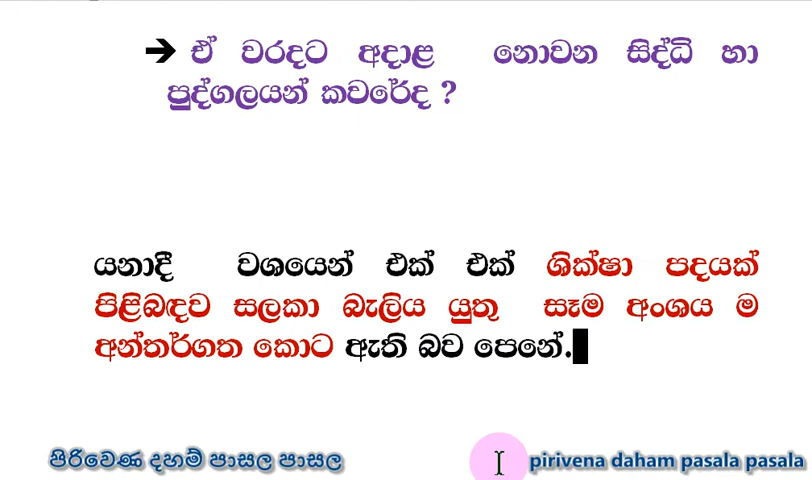 ➔ ඒ වරදට අදාළ නොවන සිද්ධි හා
පුද්ගලයන් කවරේද ?
යනාදී වශයෙන් එක් එක් ශික්ෂා පදයක්
පිළිබඳව සලකා බැලිය යුතු සෑම අංශය ම
අන්තර්ගත කොට ඇති බව පෙනේ.
පිරිවෙණ දහම් පාසල පාසල
pirivena daham pasala pasala